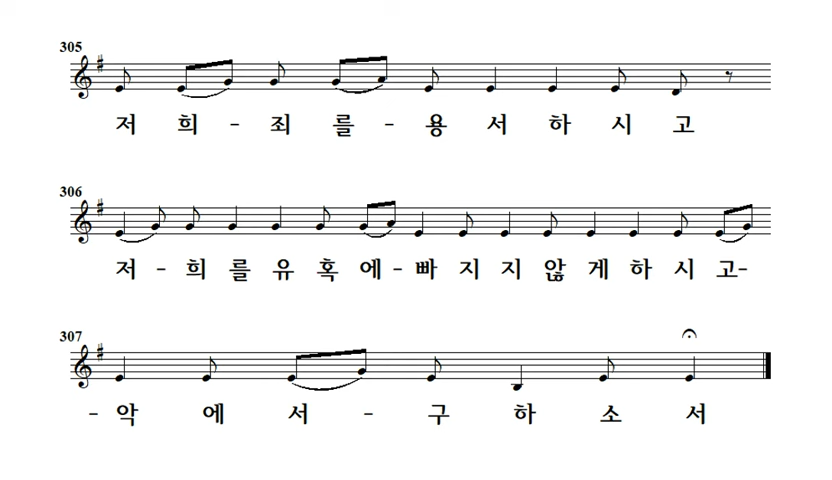 305
저 희 - 죄 를 - 용 서 하 시 고
306
저 - 희 를 유 혹 에 - 빠 지 지 않 게 하 시 고 -
307
- 악 에 서 - 구 하 소 서